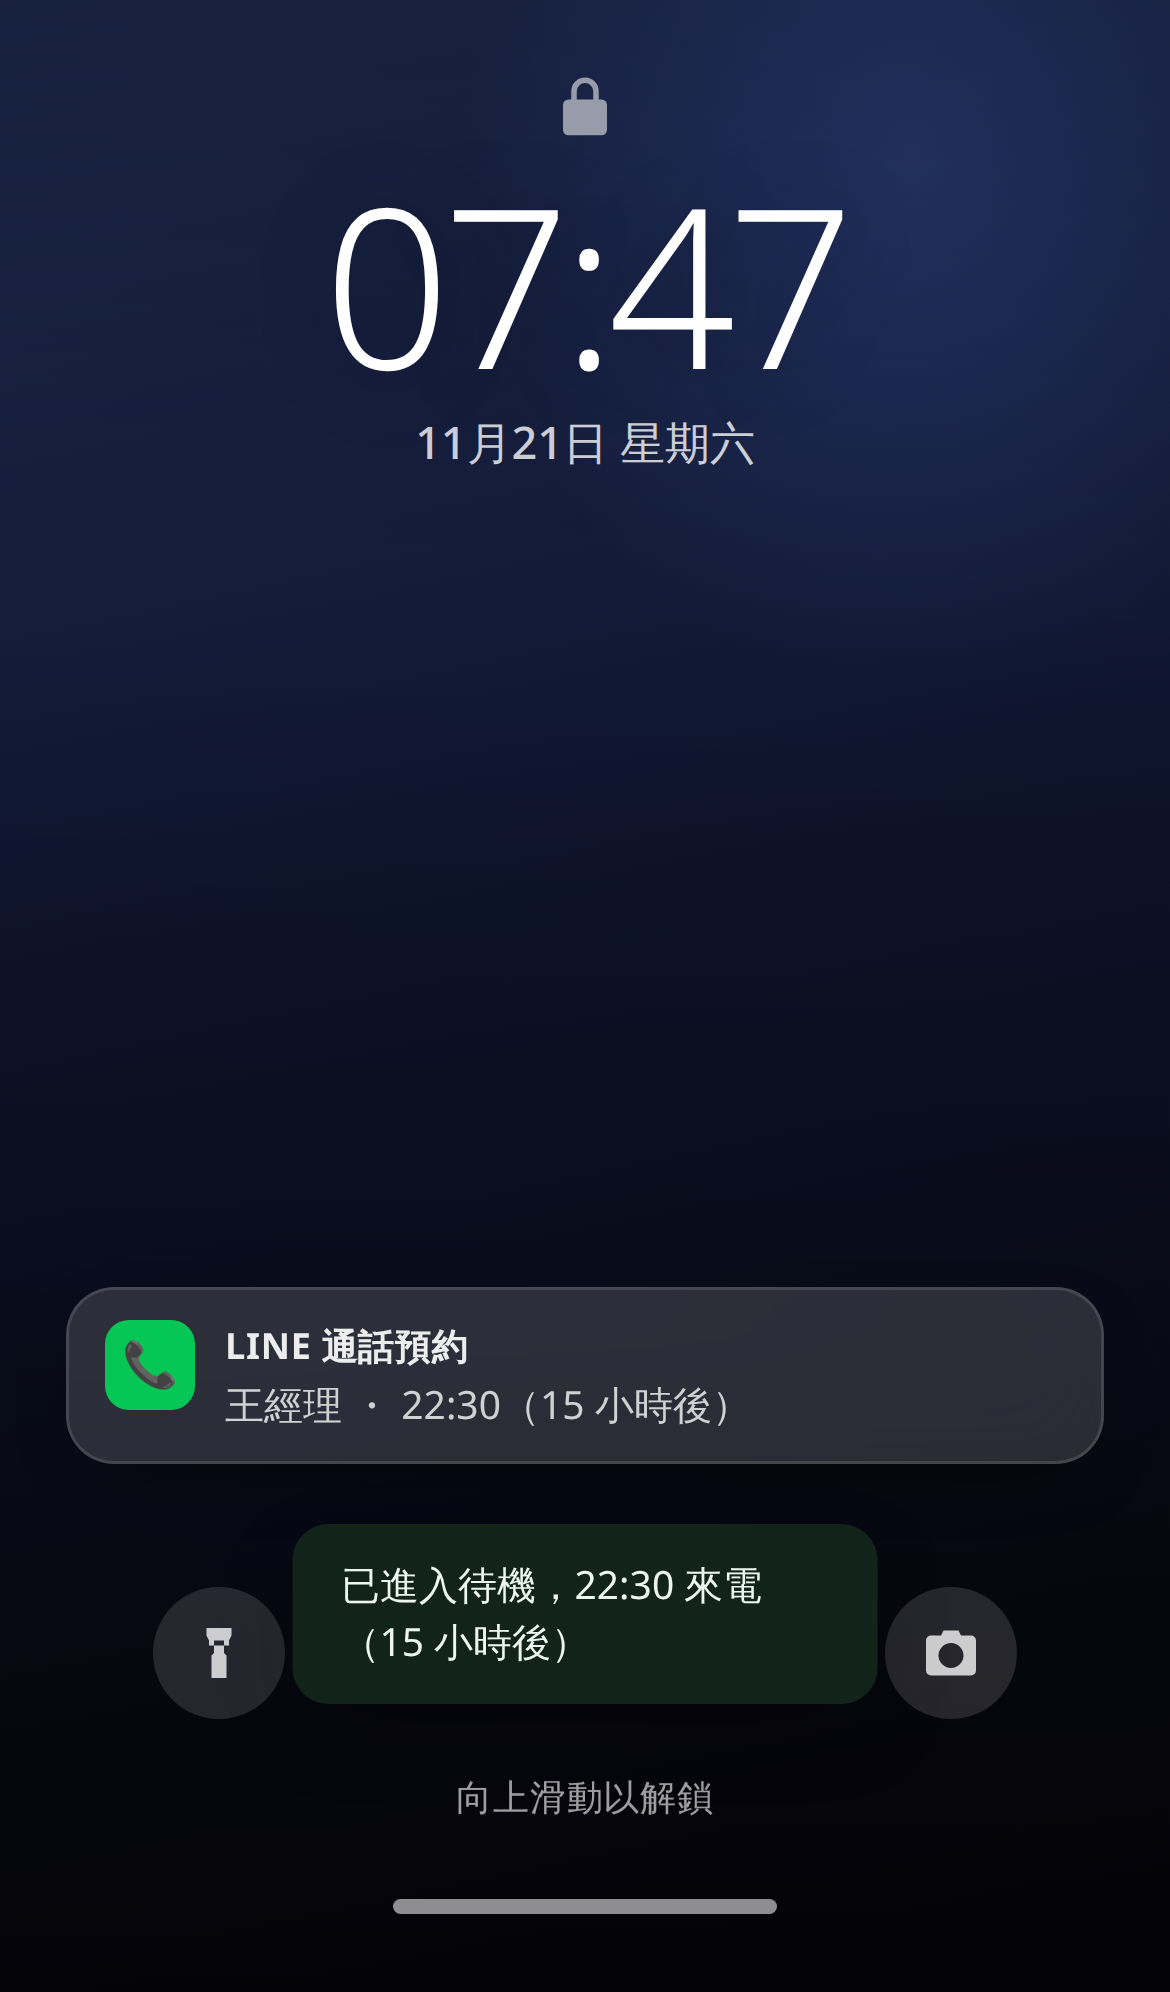 07:47
11月21日 星期六
LINE 通話預約
王經理 · 22:30（15 小時後）
已進入待機，22:30 來電
（15 小時後）
向上滑動以解鎖